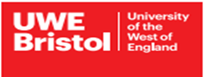 UWE
Bristol
University
of the
West of
England